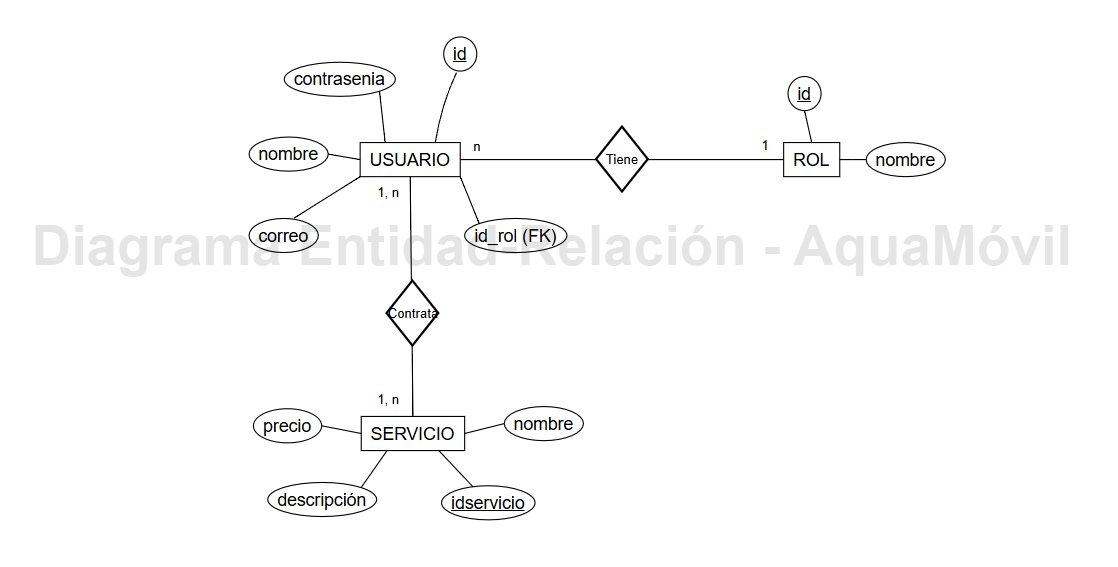 id
contrasenia
id
nombre
USUARIO
n
Tiene
1
ROL
nombre
1, n
correo
id_rol (FK)
Diagrama Entidad-Relación - AquaMóvil
Contrata
1, n
precio
SERVICIO
nombre
descripción
idservicio